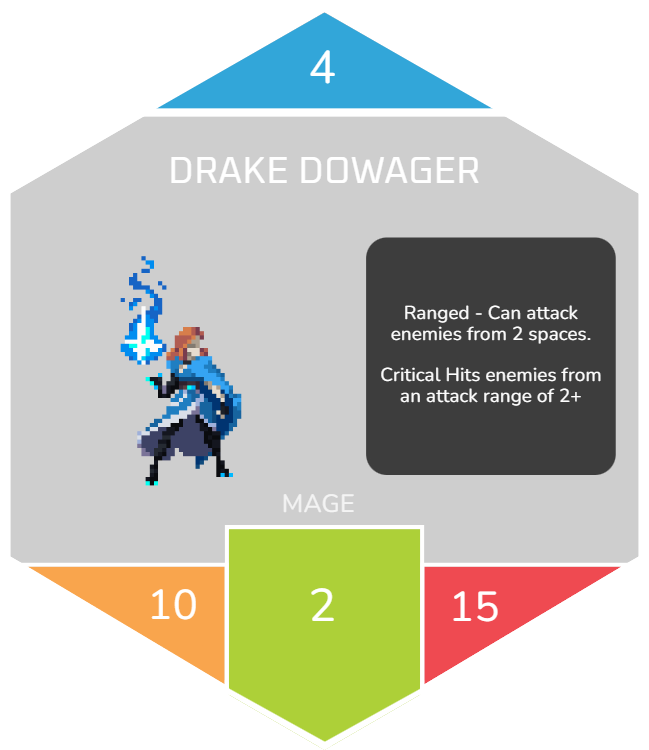 4
DRAKE DOWAGER
Ranged - Can attack
enemies from 2 spaces.
Critical Hits enemies from
an attack range of 2+
MAGE
10
2
15